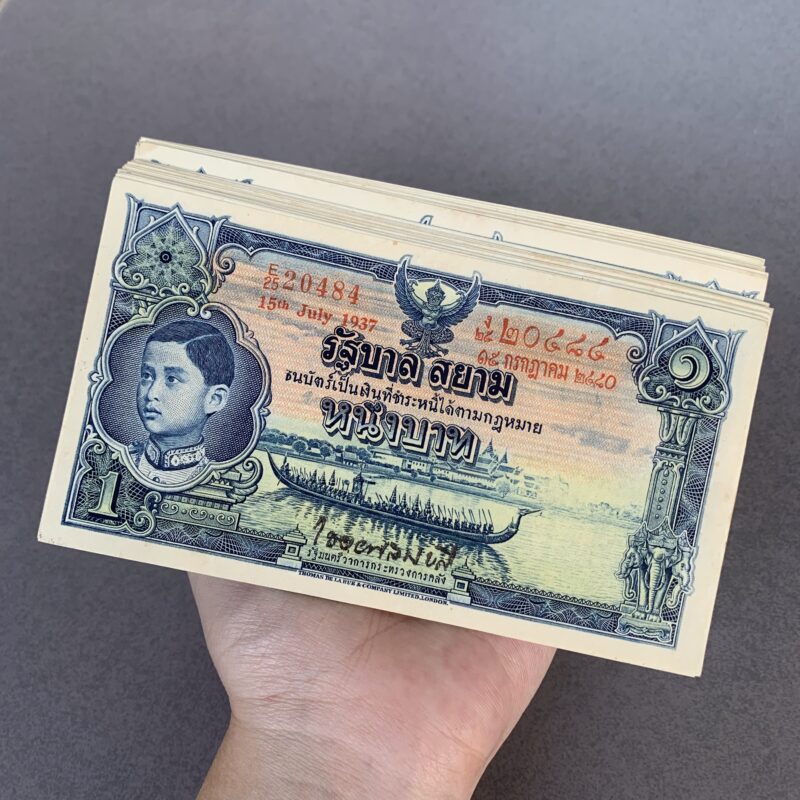 E/25 20484
15th July 1937
จ/๒๕ ๒๐๔๘๔
๑๕ กรกฎาคม ๒๔๘๐
รัฐบาล สยาม
ธนบัตร์เป็นเงินที่ชำระหนี้ได้ตามกฎหมาย
หนึ่งบาท
๑
1
รัฐมนตรีว่าการกระทรวงการคลัง
THOMAS DE LA RUE & COMPANY LIMITED, LONDON.